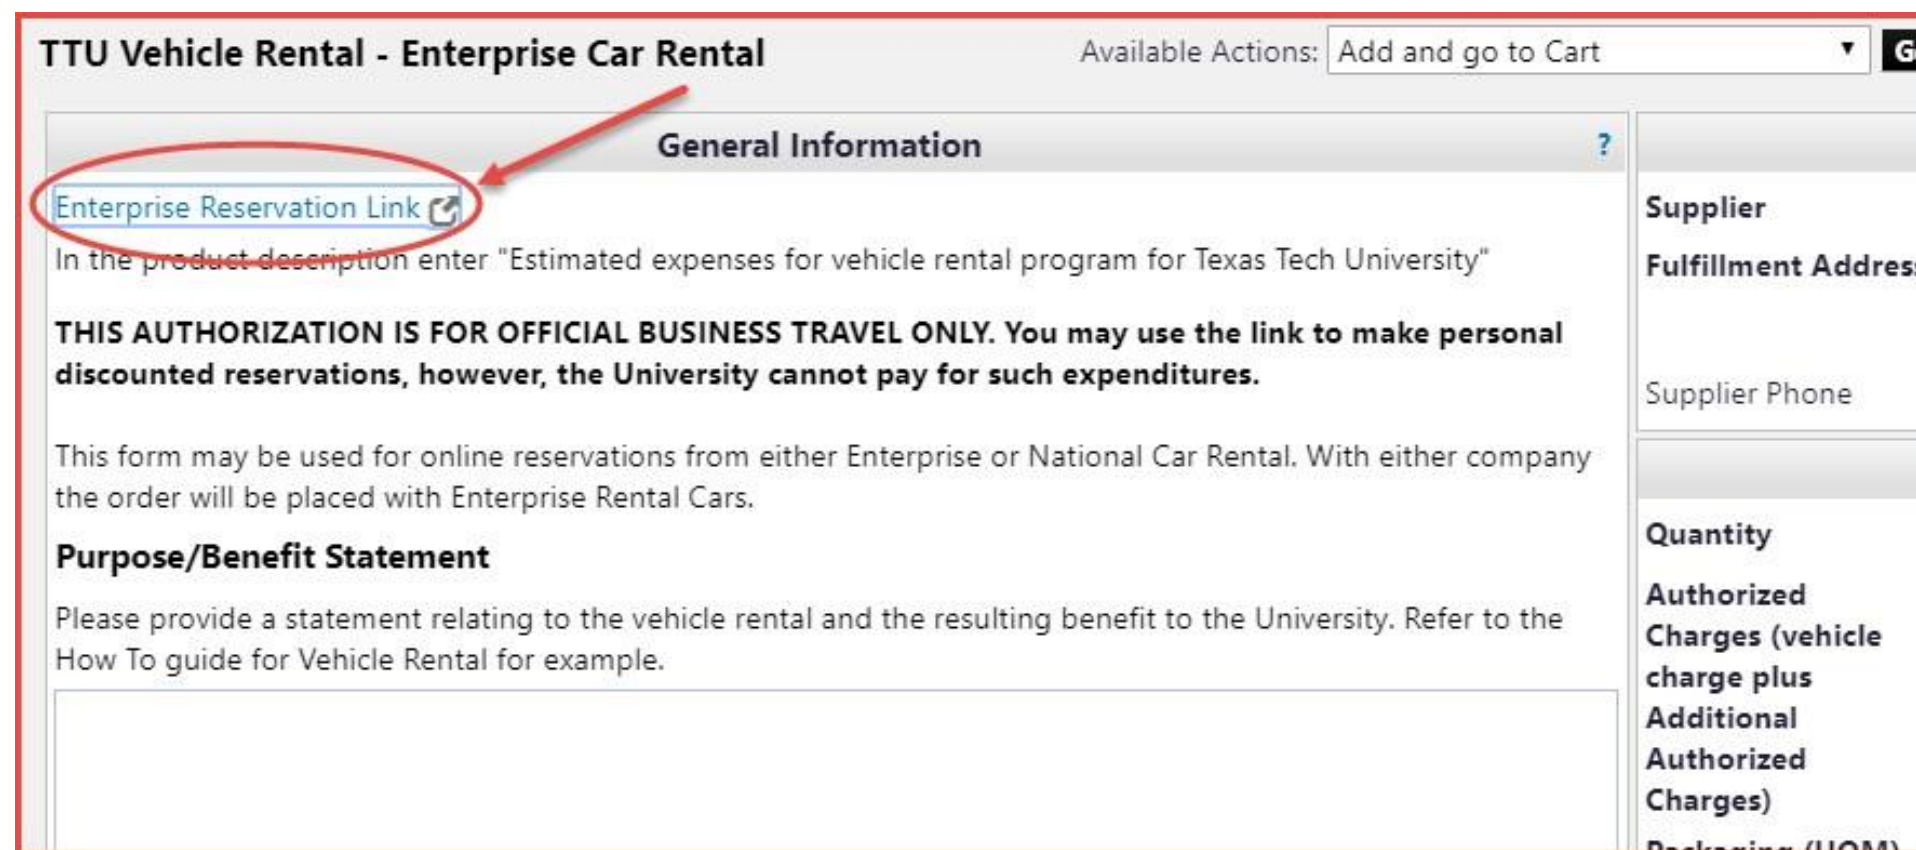 TTU Vehicle Rental - Enterprise Car Rental
Available Actions: Add and go to Cart
General Information ?
Enterprise Reservation Link
In the product description enter "Estimated expenses for vehicle rental program for Texas Tech University"
THIS AUTHORIZATION IS FOR OFFICIAL BUSINESS TRAVEL ONLY. You may use the link to make personal
discounted reservations, however, the University cannot pay for such expenditures.
This form may be used for online reservations from either Enterprise or National Car Rental. With either company
the order will be placed with Enterprise Rental Cars.
Purpose/Benefit Statement
Please provide a statement relating to the vehicle rental and the resulting benefit to the University. Refer to the
How To guide for Vehicle Rental for example.
Supplier
Fulfillment Address
Supplier Phone
Quantity
Authorized
Charges (vehicle
charge plus
Additional
Authorized
Charges)
Packaging (UOM)